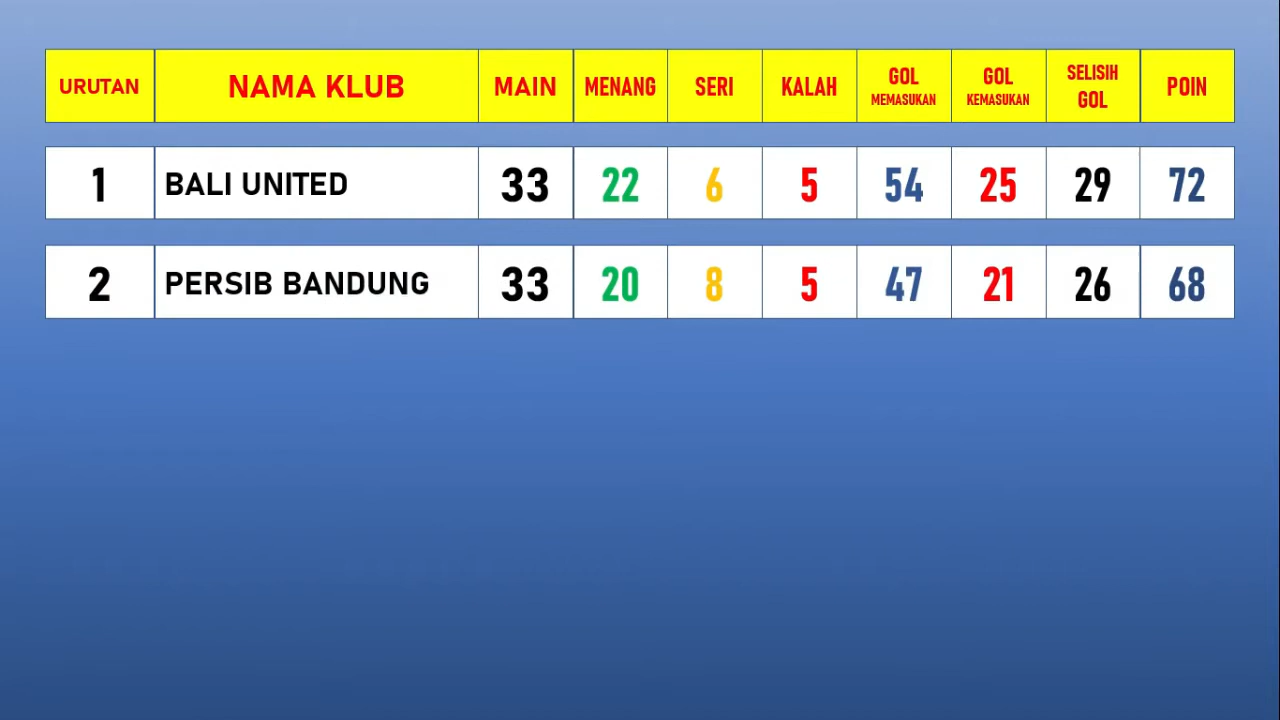 URUTAN NAMA KLUB MAIN MENANG SERI KALAH GOL MEMASUKAN GOL KEMASUKAN SELISIH GOL POIN
1 BALI UNITED 33 22 6 5 54 25 29 72
2 PERSIB BANDUNG 33 20 8 5 47 21 26 68